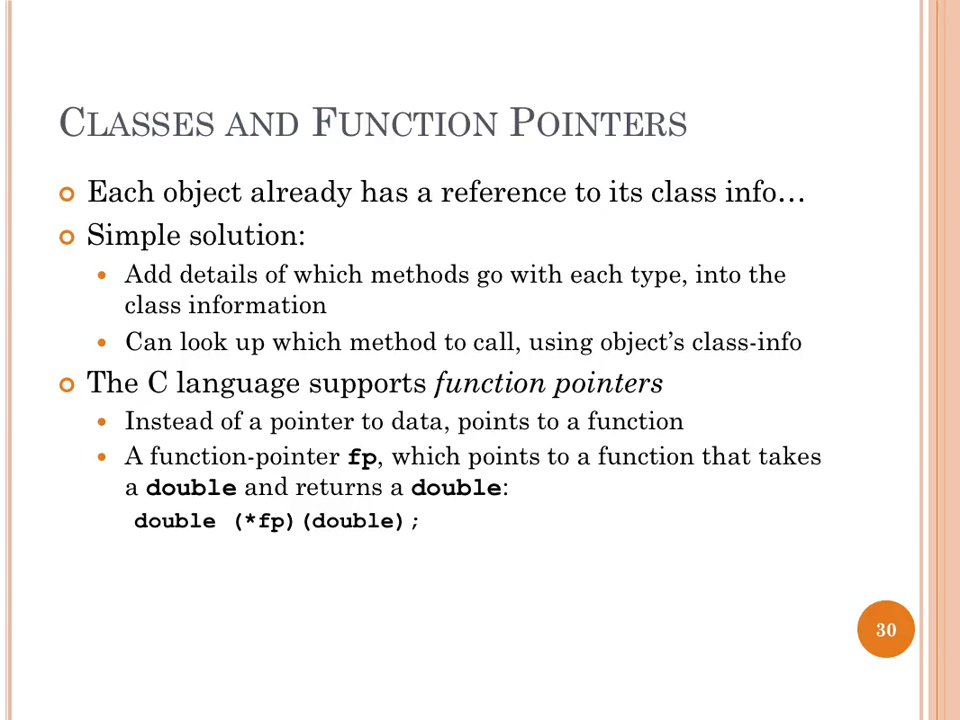 CLASSES AND FUNCTION POINTERS
Each object already has a reference to its class info…
Simple solution:
Add details of which methods go with each type, into the
class information
Can look up which method to call, using object’s class-info
The C language supports function pointers
Instead of a pointer to data, points to a function
A function-pointer fp, which points to a function that takes
a double and returns a double:
double (*fp)(double);
30